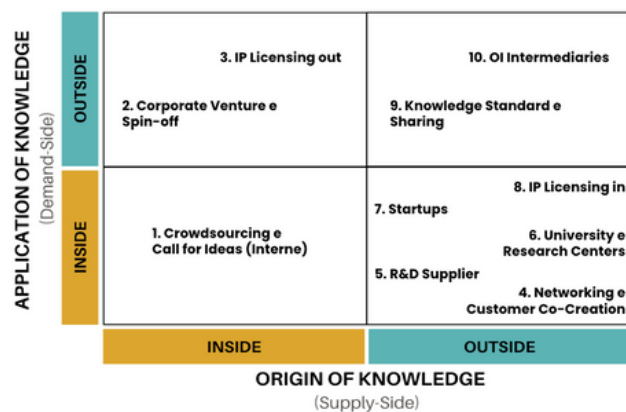 APPLICATION OF KNOWLEDGE
(Demand-Side)
OUTSIDE
INSIDE
3. IP Licensing out
2. Corporate Venture e
Spin-off
10. OI Intermediaries
9. Knowledge Standard e
Sharing
1. Crowdsourcing e
Call for Ideas (Interne)
8. IP Licensing in
7. Startups
6. University e
Research Centers
5. R&D Supplier
4. Networking e
Customer Co-Creation
INSIDE
OUTSIDE
ORIGIN OF KNOWLEDGE
(Supply-Side)